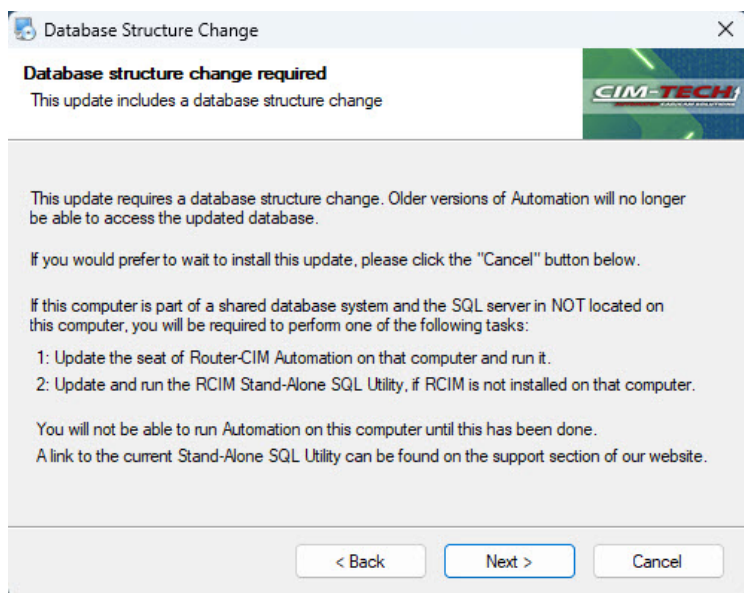 Database Structure Change
Database structure change required
This update includes a database structure change
CIM-TECH
This update requires a database structure change. Older versions of Automation will no longer
be able to access the updated database.
If you would prefer to wait to install this update, please click the "Cancel" button below.
If this computer is part of a shared database system and the SQL server in NOT located on
this computer, you will be required to perform one of the following tasks:
1: Update the seat of Router-CIM Automation on that computer and run it.
2: Update and run the RCIM Stand-Alone SQL Utility, if RCIM is not installed on that computer.
You will not be able to run Automation on this computer until this has been done.
A link to the current Stand-Alone SQL Utility can be found on the support section of our website.
< Back Next > Cancel